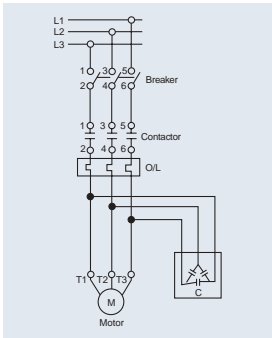 L1
L2
L3
1 3 5
2 4 6
Breaker
1 3 5
Contactor
2 4 6
O/L
T1 T2 T3
C
M
Motor